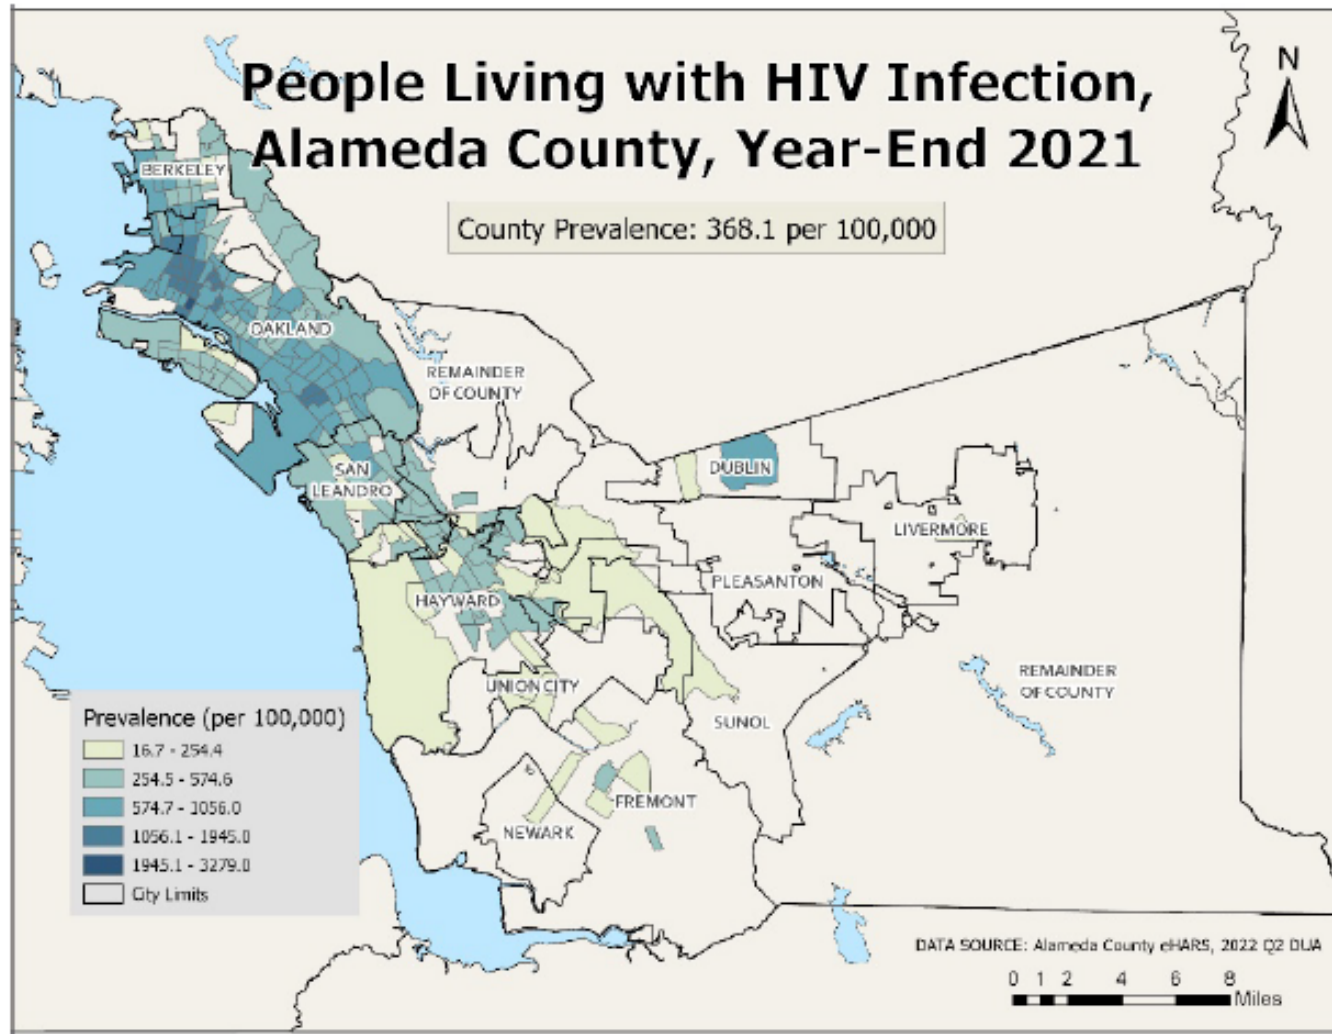 People Living with HIV Infection,
Alameda County, Year-End 2021
N
County Prevalence: 368.1 per 100,000
BERKELEY
OAKLAND
REMAINDER
OF COUNTY
SAN
LEANDRO
DUBLIN
LIVERMORE
PLEASANTON
HAYWARD
UNION CITY
REMAINDER
OF COUNTY
SUNOL
FREMONT
NEWARK
Prevalence (per 100,000)
16.7 - 254.4
254.5 - 574.6
574.7 - 1056.0
1056.1 - 1945.0
1945.1 - 3279.0
City Limits
DATA SOURCE: Alameda County eHARS, 2022 Q2 DUA
0 1 2 4 6 8
Miles